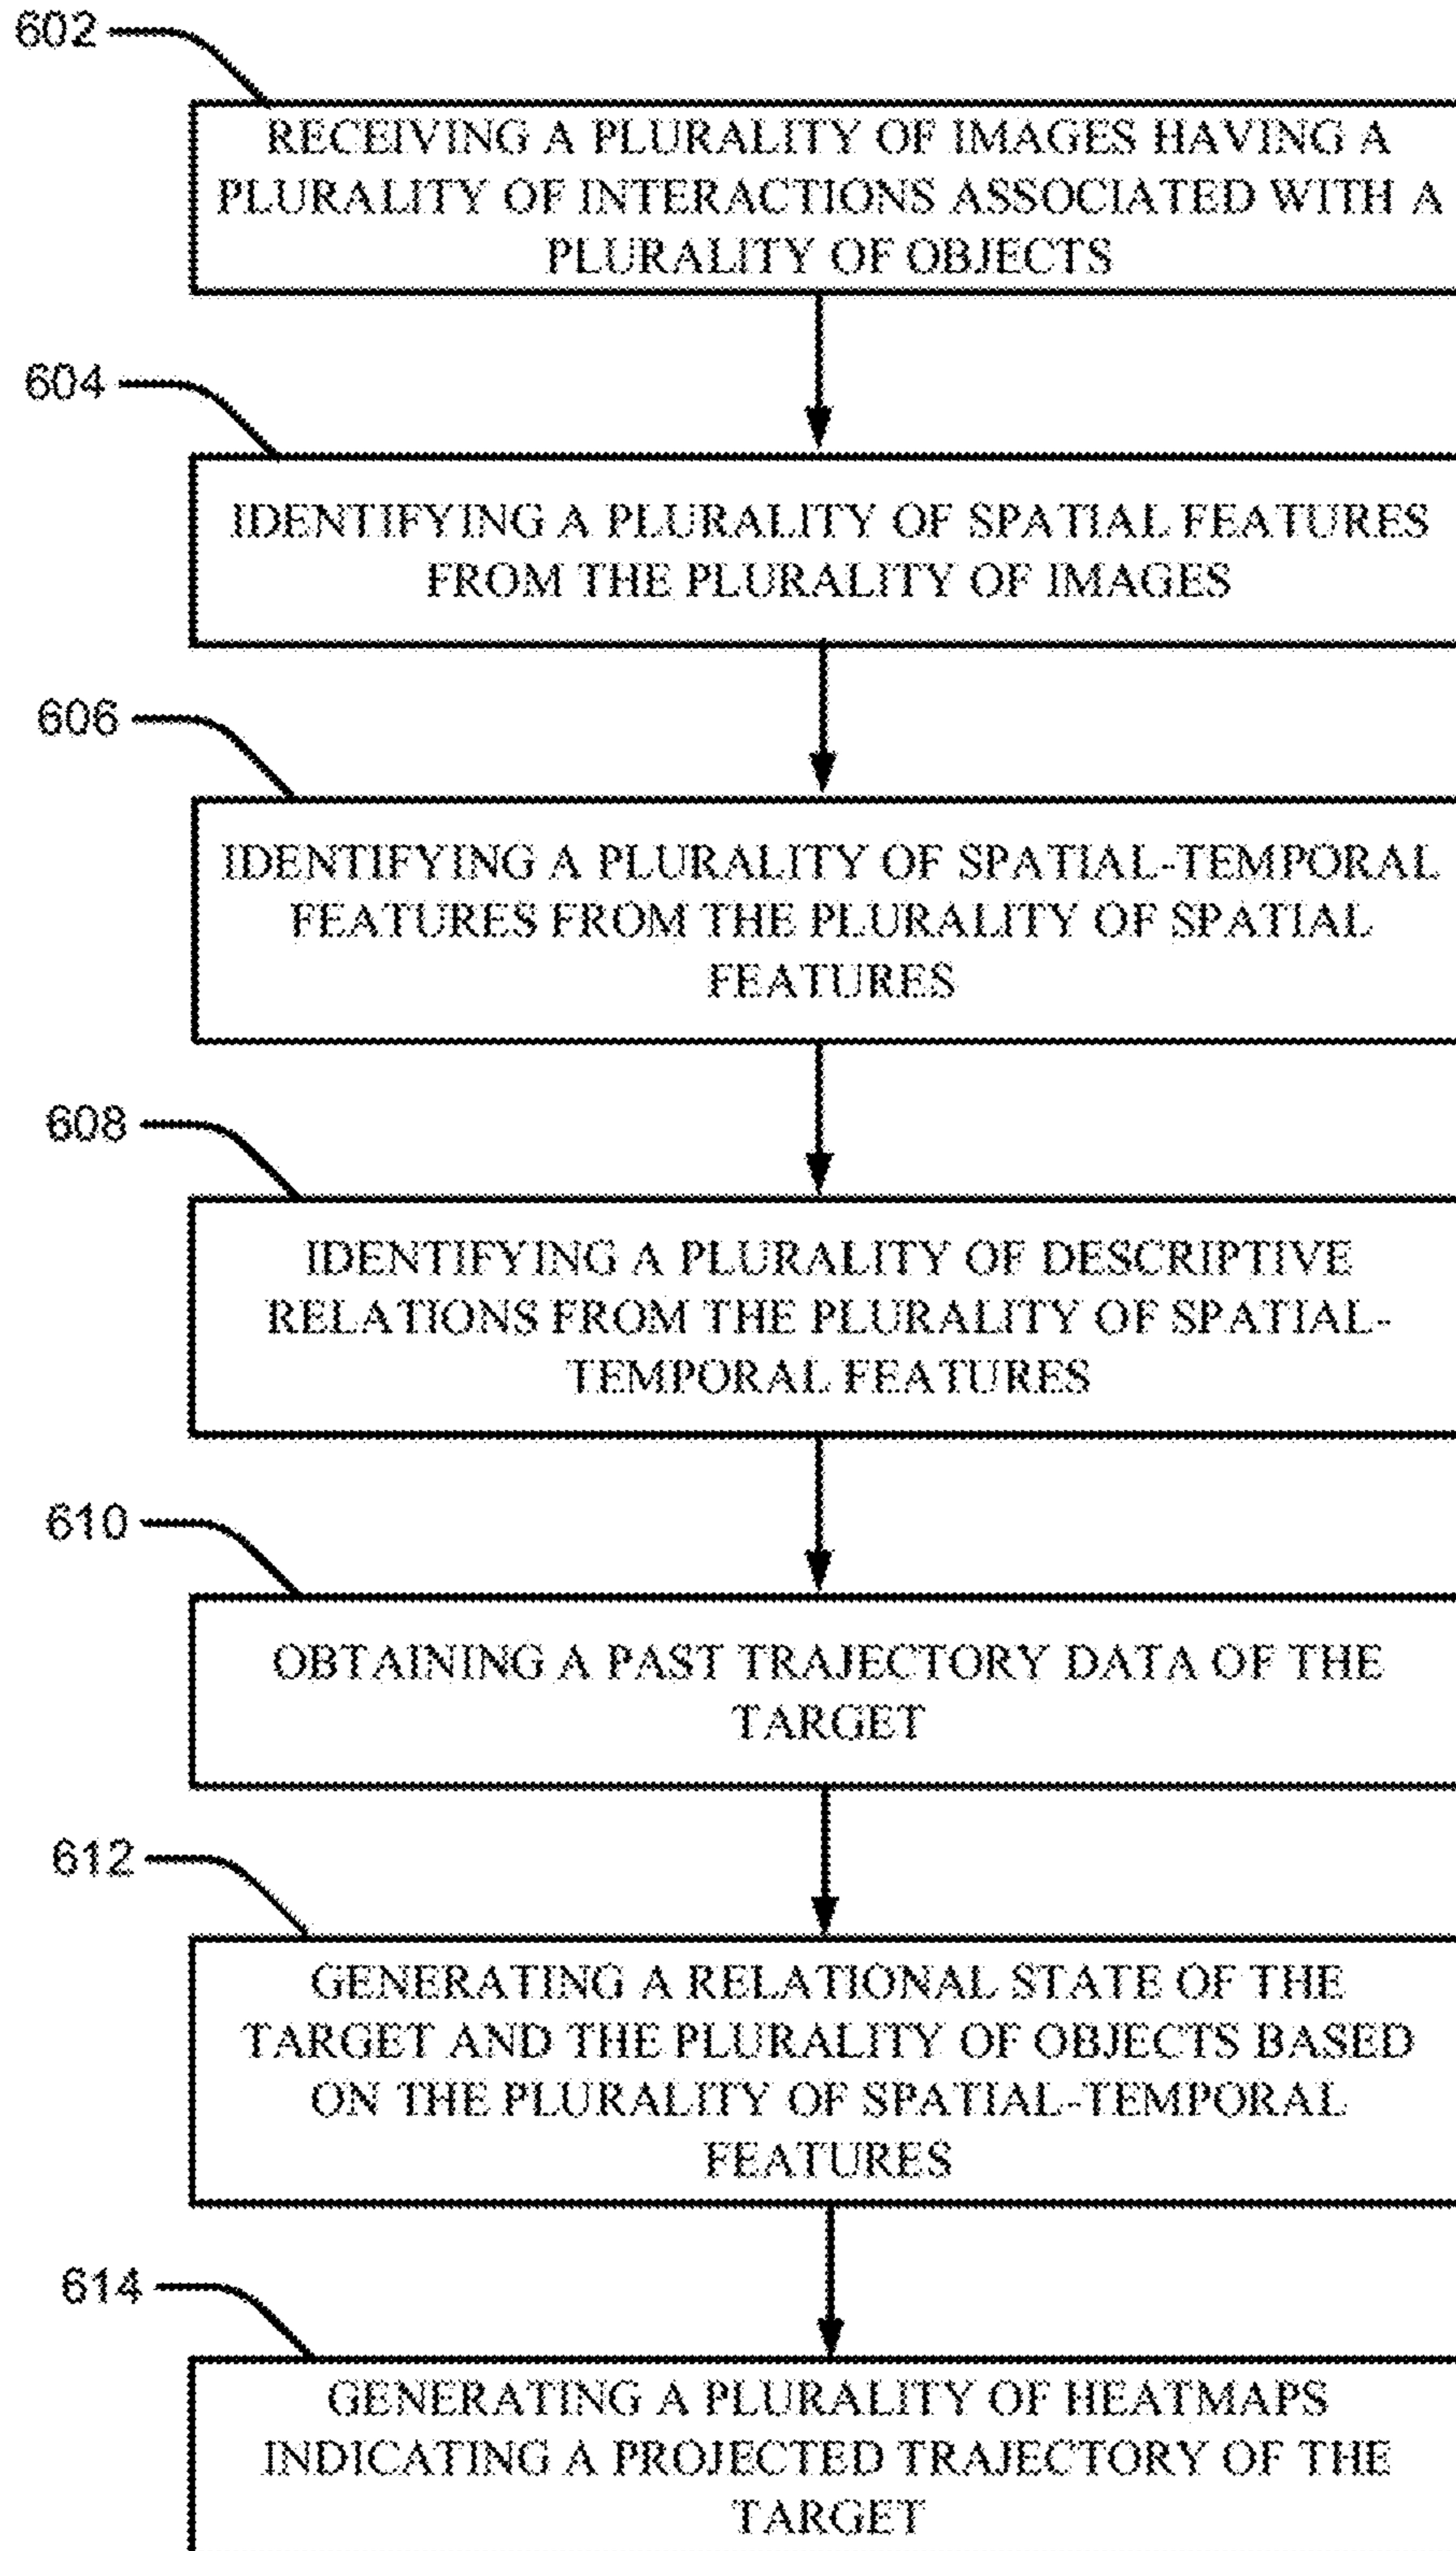 602
RECEIVING A PLURALITY OF IMAGES HAVING A
PLURALITY OF INTERACTIONS ASSOCIATED WITH A
PLURALITY OF OBJECTS
604
IDENTIFYING A PLURALITY OF SPATIAL FEATURES
FROM THE PLURALITY OF IMAGES
606
IDENTIFYING A PLURALITY OF SPATIAL-TEMPORAL
FEATURES FROM THE PLURALITY OF SPATIAL
FEATURES
608
IDENTIFYING A PLURALITY OF DESCRIPTIVE
RELATIONS FROM THE PLURALITY OF SPATIAL-
TEMPORAL FEATURES
610
OBTAINING A PAST TRAJECTORY DATA OF THE
TARGET
612
GENERATING A RELATIONAL STATE OF THE
TARGET AND THE PLURALITY OF OBJECTS BASED
ON THE PLURALITY OF SPATIAL-TEMPORAL
FEATURES
614
GENERATING A PLURALITY OF HEATMAPS
INDICATING A PROJECTED TRAJECTORY OF THE
TARGET